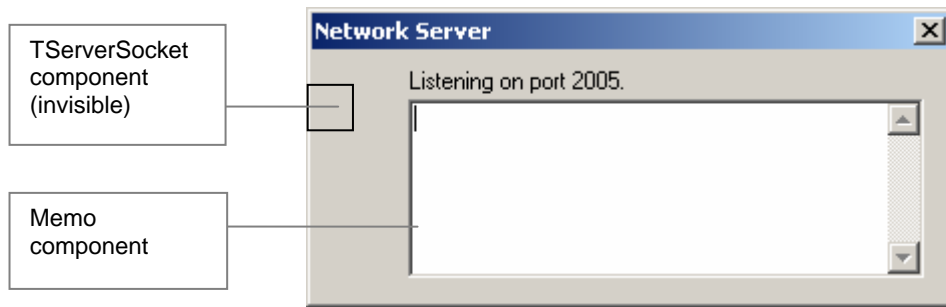 TServerSocket
component
(invisible)
Network Server
Listening on port 2005.
Memo
component